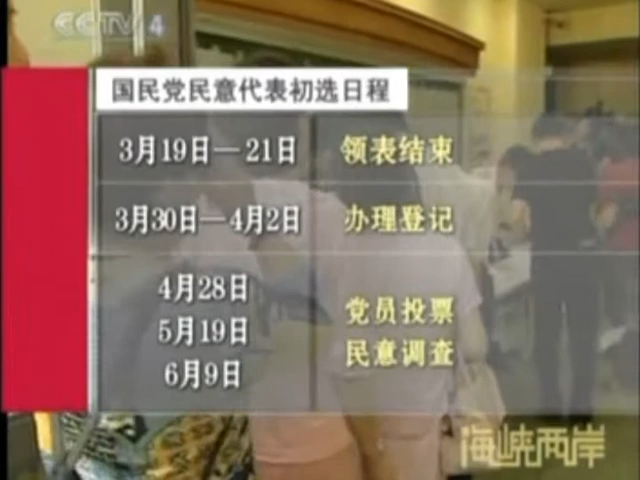 CCTV 4
国民党民意代表初选日程
3月19日—21日 领表结束
3月30日—4月2日 办理登记
4月28日
5月19日
6月9日
党员投票
民意调查
海峡两岸